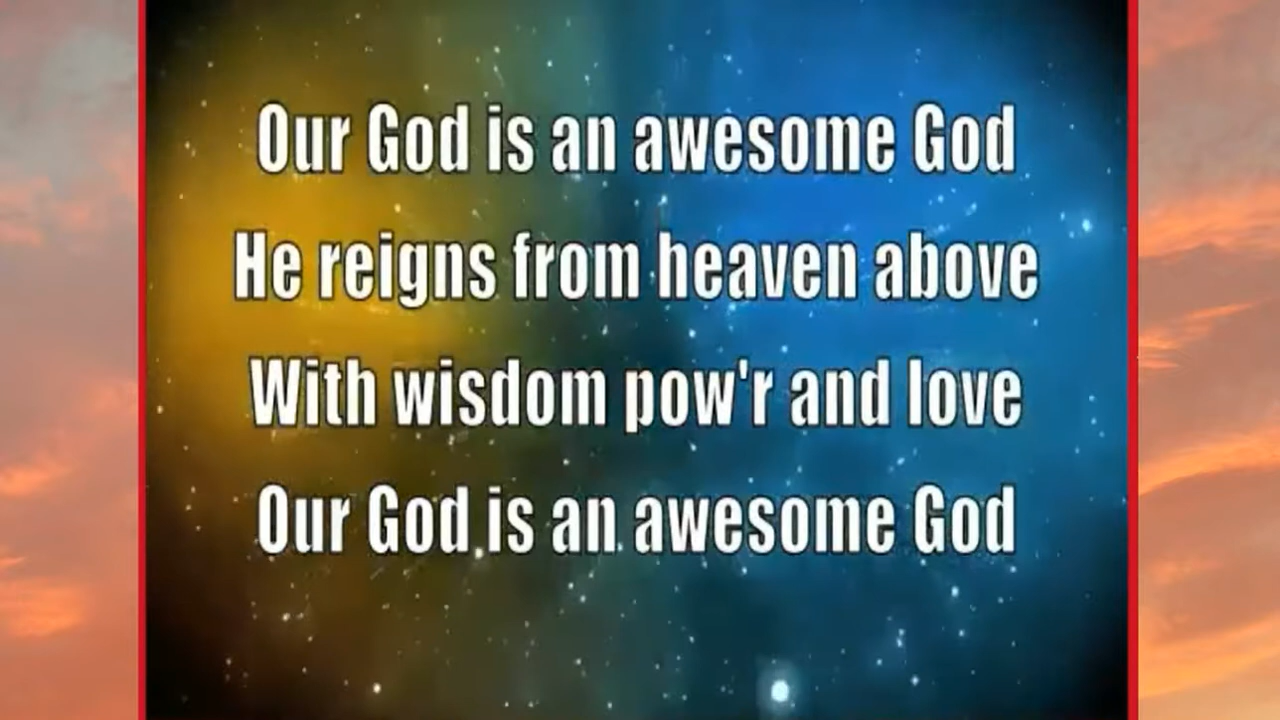 Our God is an awesome God
He reigns from heaven above
With wisdom pow'r and love
Our God is an awesome God